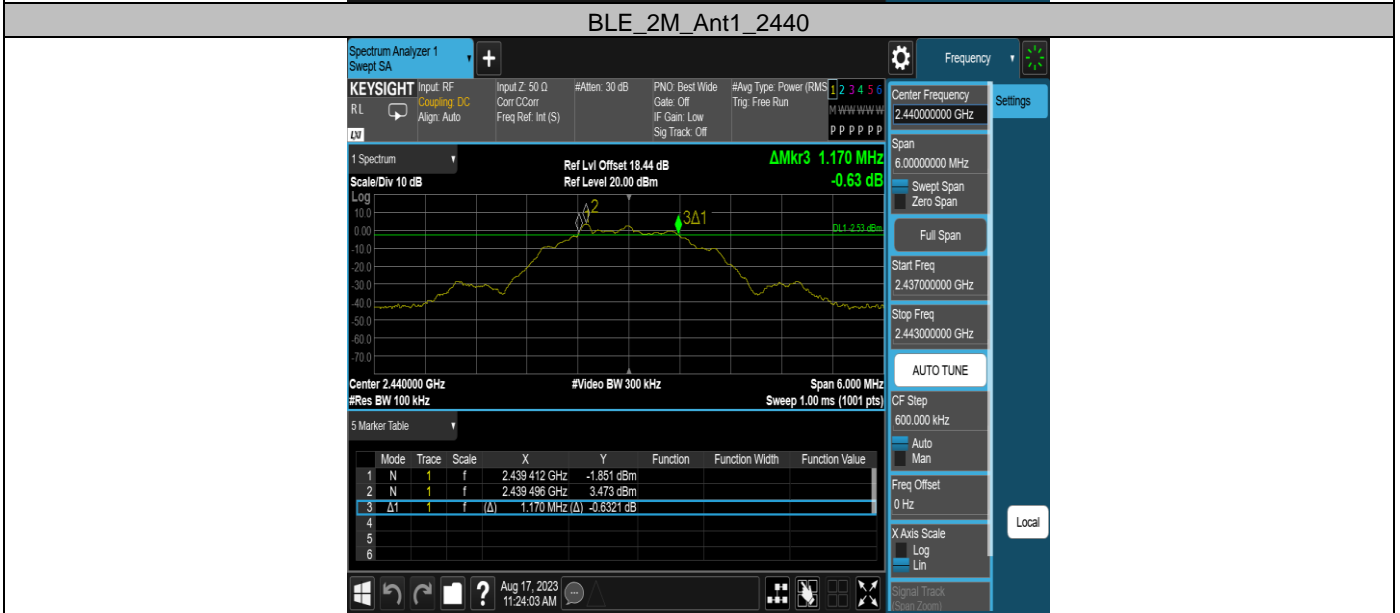 BLE_2M_Ant1_2440
Spectrum Analyzer 1
Swept SA
+
Frequency
KEYSIGHT Input: RF Input Z: 50 Ω #Atten: 30 dB PNO: Best Wide #Avg Type: Power (RMS 1 2 3 4 5 6
RL Coupling: DC Corr CCorr Gate: Off Trig: Free Run M W W W W W
Align: Auto Freq Ref: Int (S) IF Gain: Low
LXI Sig Track: Off P P P P P P
1 Spectrum
Ref Lvl Offset 18.44 dB ΔMkr3 1.170 MHz
Scale/Div 10 dB Ref Level 20.00 dBm -0.63 dB
Log
10.0
0.00
-10.0
-20.0
-30.0
-40.0
-50.0
-60.0
-70.0
2
3Δ1
DL1 -2.53 dBm
Center 2.440000 GHz #Video BW 300 kHz Span 6.000 MHz
#Res BW 100 kHz Sweep 1.00 ms (1001 pts)
5 Marker Table
Mode Trace Scale X Y Function Function Width Function Value
1 N 1 f 2.439 412 GHz -1.851 dBm
2 N 1 f 2.439 496 GHz 3.473 dBm
3 Δ1 1 f (Δ) 1.170 MHz (Δ) -0.6321 dB
4
5
6
Center Frequency
2.440000000 GHz
Settings
Span
6.00000000 MHz
Swept Span
Zero Span
Full Span
Start Freq
2.437000000 GHz
Stop Freq
2.443000000 GHz
AUTO TUNE
CF Step
600.000 kHz
Auto
Man
Freq Offset
0 Hz
X Axis Scale
Log
Lin
Local
Signal Track
(Span Zoom)
? Aug 17, 2023
11:24:03 AM